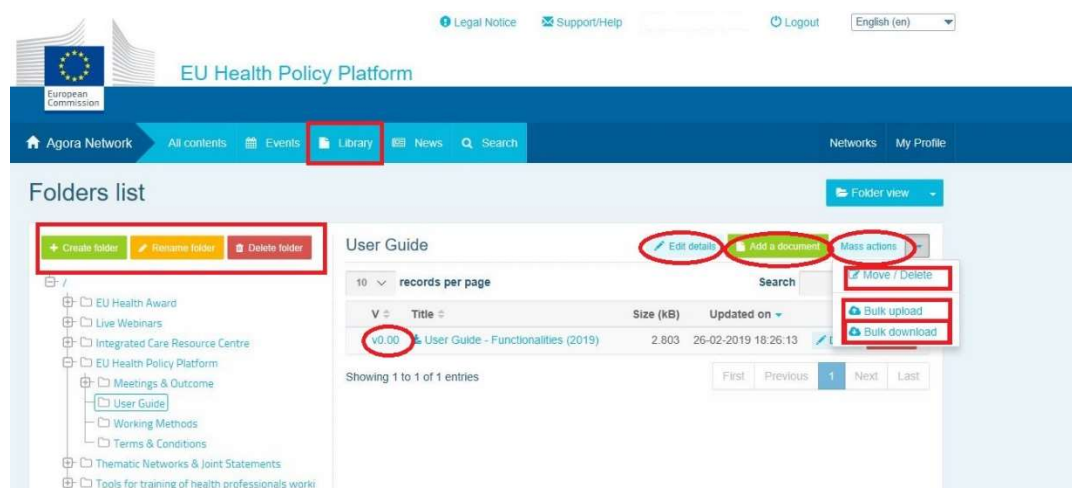 Legal Notice Support/Help Logout English (en)
EU Health Policy Platform
European
Commission
Agora Network All contents Events Library News Search Networks My Profile
Folders list Folder view
+ Create folder Rename folder Delete folder
User Guide Edit details Add a document Mass actions
/
EU Health Award
Live Webinars
Integrated Care Resource Centre
EU Health Policy Platform
Meetings & Outcome
User Guide
Working Methods
Terms & Conditions
Thematic Networks & Joint Statements
Tools for training of health professionals worki
10 records per page Search
Move / Delete
Bulk upload
Bulk download
V Title Size (kB) Updated on
v0.00 User Guide - Functionalities (2019) 2.803 26-02-2019 18:26:13
Showing 1 to 1 of 1 entries First Previous 1 Next Last